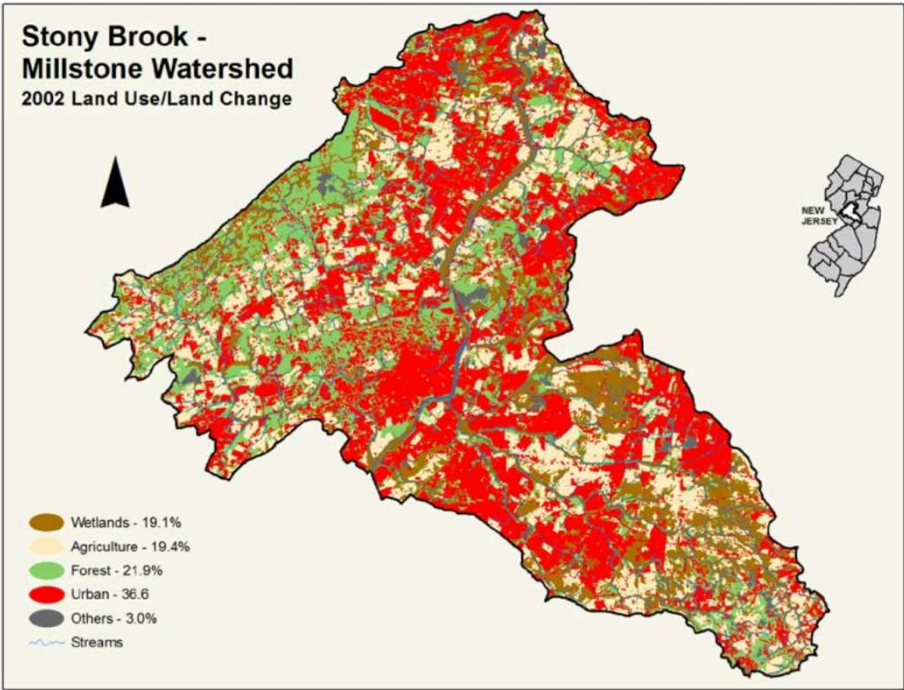 Stony Brook -
Millstone Watershed
2002 Land Use/Land Change
NEW
JERSEY
Wetlands - 19.1%
Agriculture - 19.4%
Forest - 21.9%
Urban - 36.6
Others - 3.0%
Streams